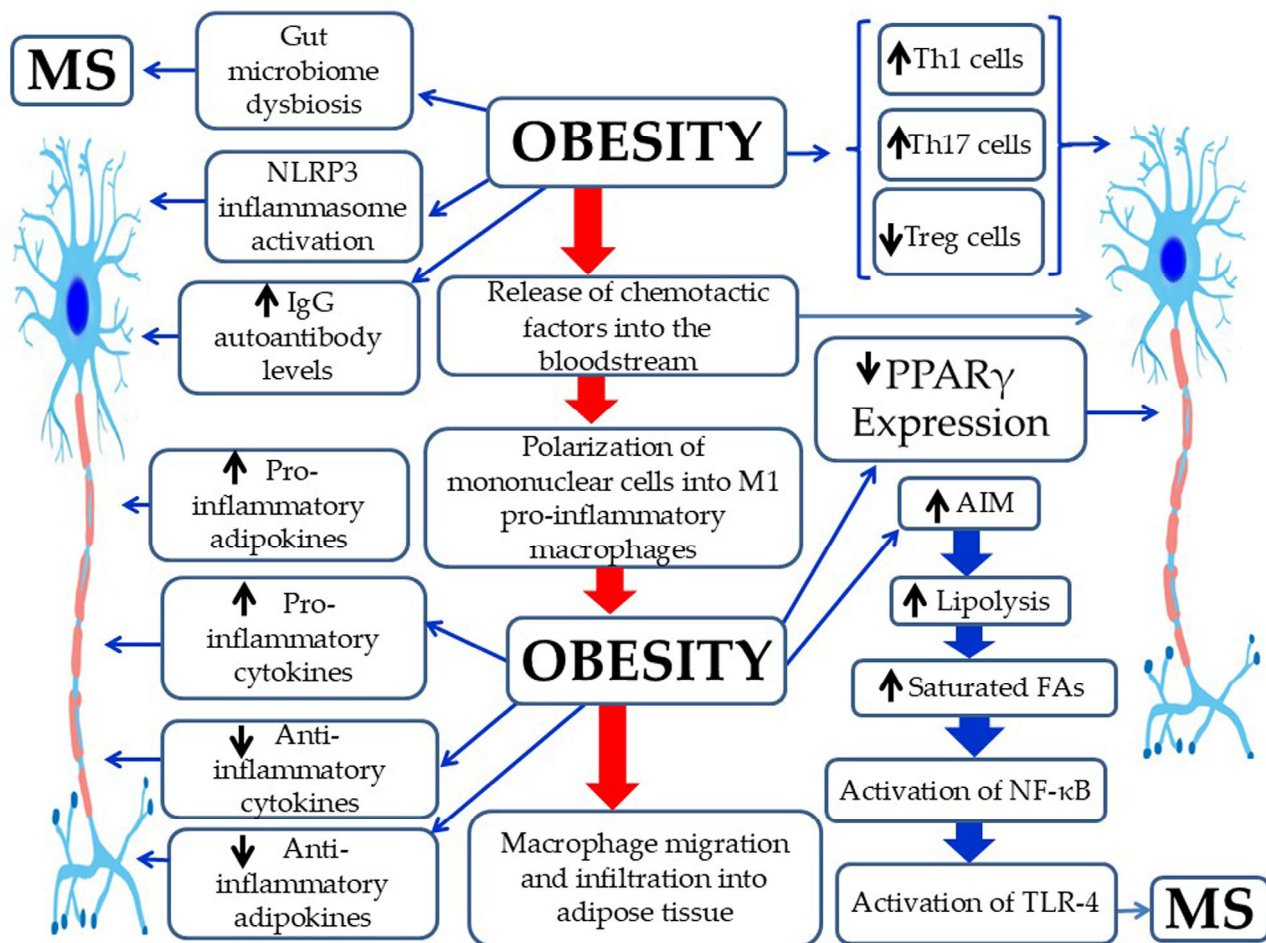 MS
Gut
microbiome
dysbiosis
OBESITY
↑Th1 cells
↑Th17 cells
↓Treg cells
NLRP3
inflammasome
activation
↑ IgG
autoantibody
levels
Release of chemotactic
factors into the
bloodstream
↓PPARγ
Expression
↑ Pro-
inflammatory
adipokines
Polarization of
mononuclear cells into M1
pro-inflammatory
macrophages
↑ AIM
↑ Lipolysis
↑ Pro-
inflammatory
cytokines
OBESITY
↑ Saturated FAs
↓ Anti-
inflammatory
cytokines
Activation of NF-κB
↓ Anti-
inflammatory
adipokines
Macrophage migration
and infiltration into
adipose tissue
Activation of TLR-4
MS